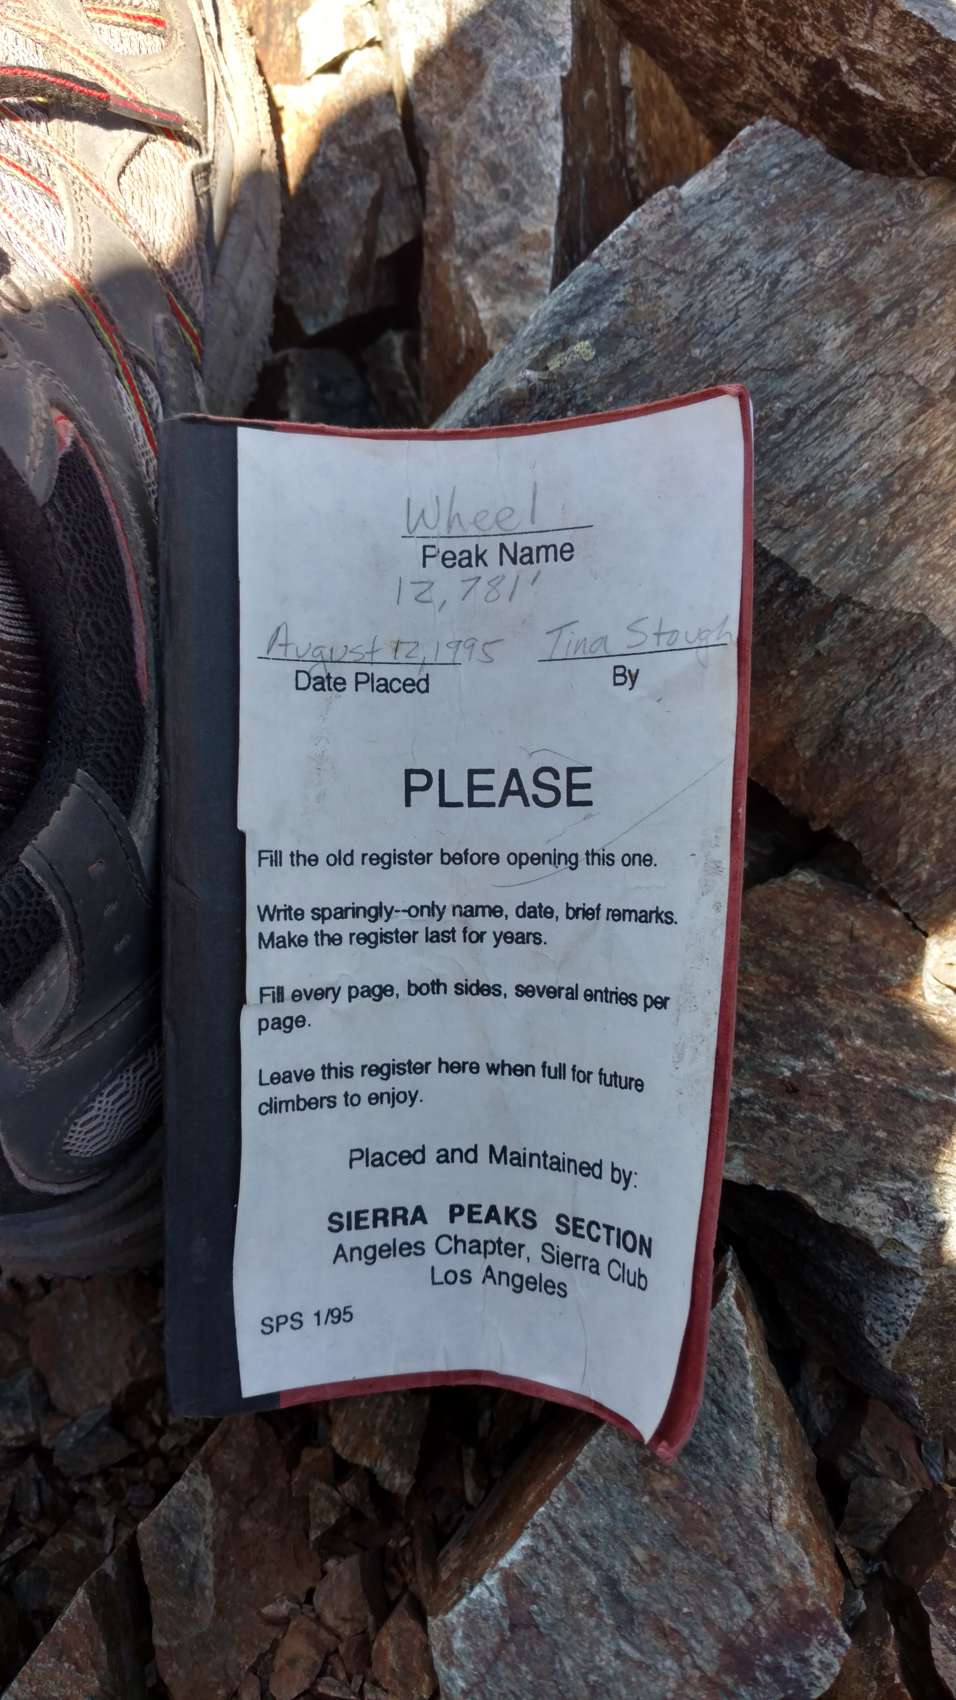 Wheel
Peak Name
12,781'
August 12, 1995 Tina Stough
Date Placed By
PLEASE
Fill the old register before opening this one.
Write sparingly--only name, date, brief remarks.
Make the register last for years.
Fill every page, both sides, several entries per
page.
Leave this register here when full for future
climbers to enjoy.
Placed and Maintained by:
SIERRA PEAKS SECTION
Angeles Chapter, Sierra Club
Los Angeles
SPS 1/95